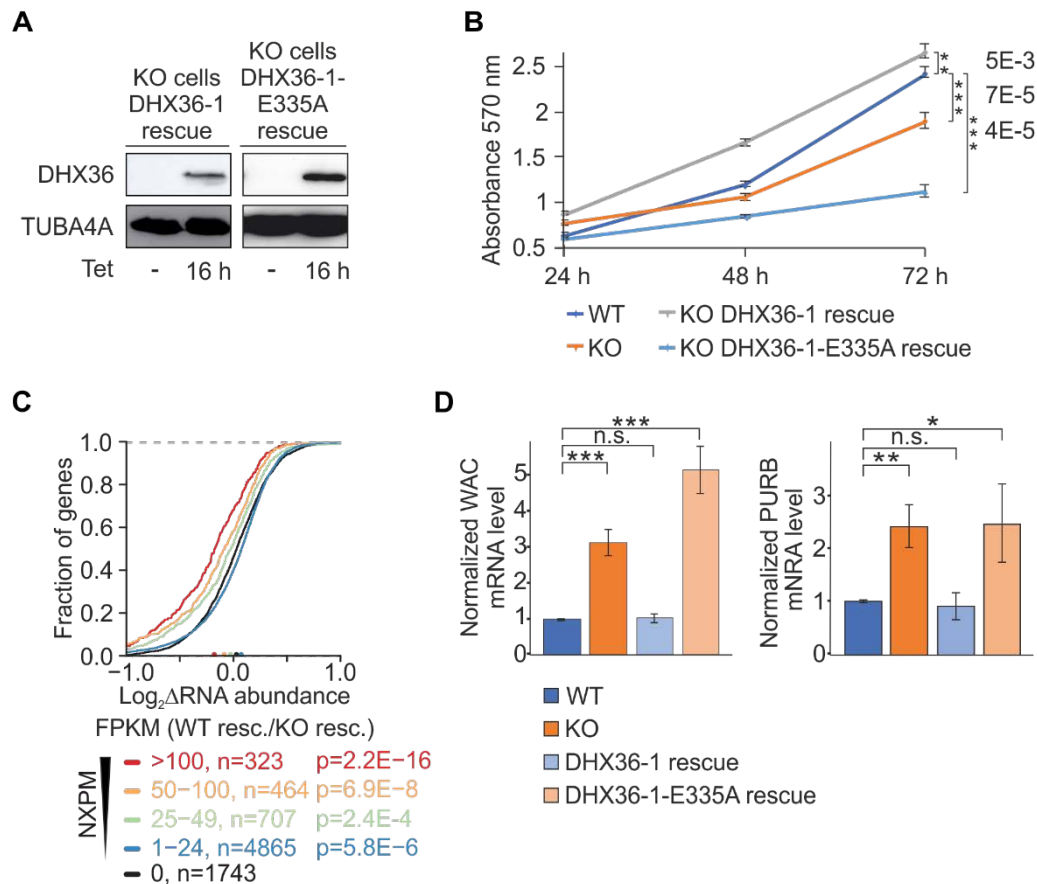 A
KO cells
DHX36-1
rescue
KO cells
DHX36-1-
E335A
rescue
DHX36
TUBA4A
Tet - 16 h - 16 h
B
Absorbance 570 nm
2.5
2
1.5
1
0.5
24 h 48 h 72 h
**
***
***
5E-3
7E-5
4E-5
WT KO DHX36-1 rescue
KO KO DHX36-1-E335A rescue
C
Fraction of genes
1.0
0.8
0.6
0.4
0.2
0.0
−1.0 0.0 1.0
Log₂ΔRNA abundance
FPKM (WT resc./KO resc.)
NXPM
>100, n=323 p=2.2E−16
50−100, n=464 p=6.9E−8
25−49, n=707 p=2.4E-4
1−24, n=4865 p=5.8E−6
0, n=1743
D
Normalized WAC
mRNA level
5
4
3
2
1
0
***
n.s.
***
Normalized PURB
mNRA level
3
2
1
0
*
n.s.
**
WT
KO
DHX36-1 rescue
DHX36-1-E335A rescue